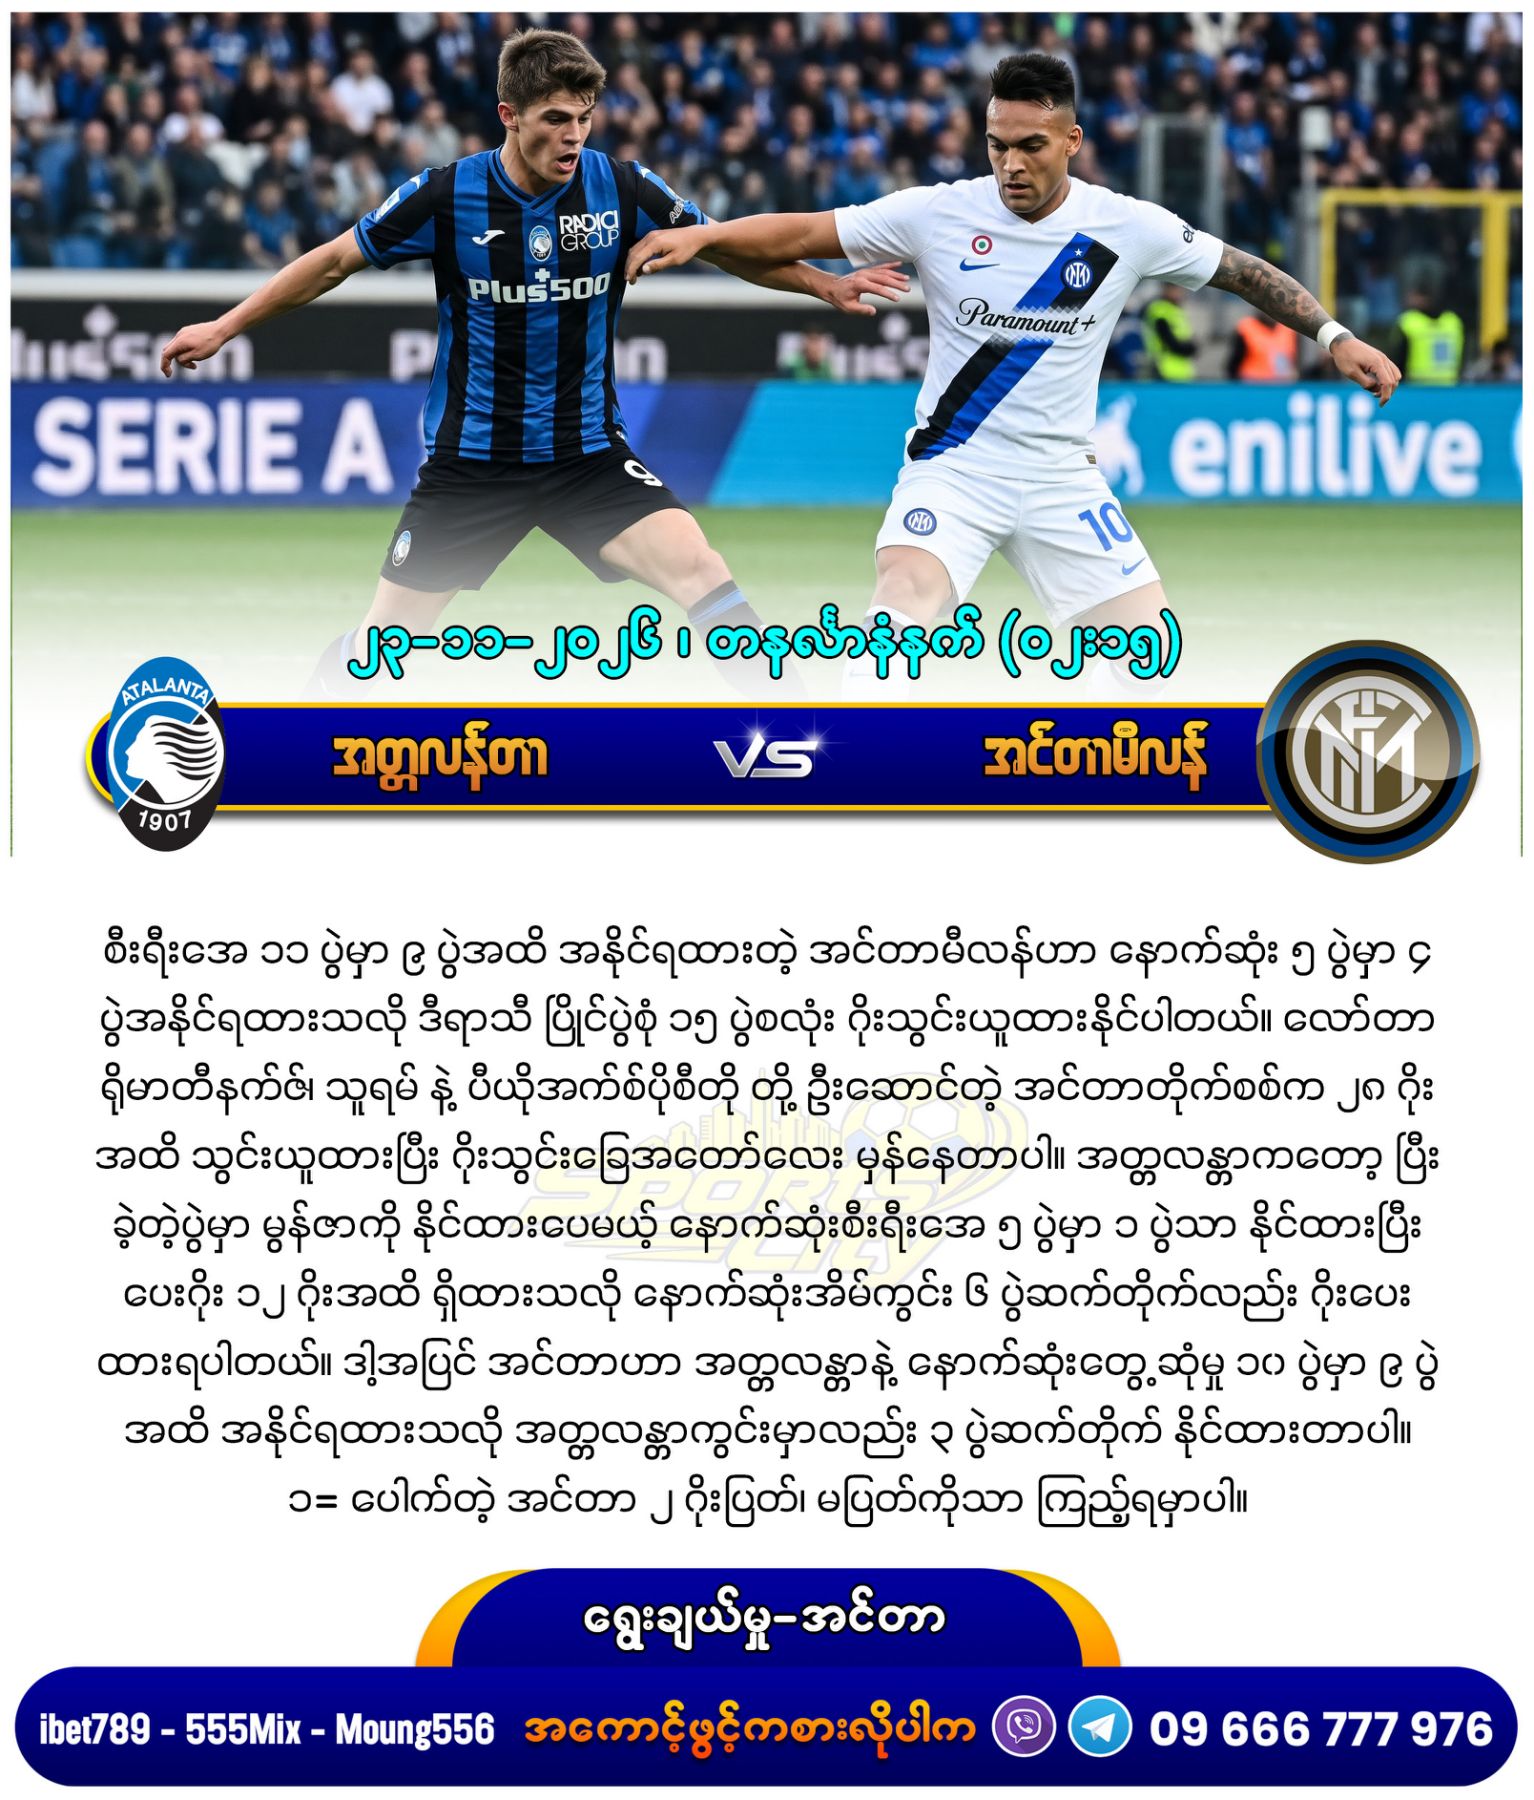 RADICI
GROUP
Plus500
Paramount+
SERIE A
enilive
9
10
၂၃-၁၁-၂၀၂၆ ၊ တနင်္လာနံနက် (၀၂း၁၅)
ATALANTA
1907
အတ္တလန်တာ
VS
အင်တာမီလန်
စီးရီးအေ ၁၁ ပွဲမှာ ၉ ပွဲအထိ အနိုင်ရထားတဲ့ အင်တာမီလန်ဟာ နောက်ဆုံး ၅ ပွဲမှာ ၄
ပွဲအနိုင်ရထားသလို ဒီရာသီ ပြိုင်ပွဲစုံ ၁၅ ပွဲစလုံး ဂိုးသွင်းယူထားနိုင်ပါတယ်။ လော်တာ
ရိုမာတီနက်ဇ်၊ သူရမ် နဲ့ ပီယိုအက်စ်ပိုစီတို တို့ ဦးဆောင်တဲ့ အင်တာတိုက်စစ်က ၂၈ ဂိုး
အထိ သွင်းယူထားပြီး ဂိုးသွင်းခြေအတော်လေး မှန်နေတာပါ။ အတ္တလန္တာကတော့ ပြီး
ခဲ့တဲ့ပွဲမှာ မွန်ဇာကို နိုင်ထားပေမယ့် နောက်ဆုံးစီးရီးအေ ၅ ပွဲမှာ ၁ ပွဲသာ နိုင်ထားပြီး
ပေးဂိုး ၁၂ ဂိုးအထိ ရှိထားသလို နောက်ဆုံးအိမ်ကွင်း ၆ ပွဲဆက်တိုက်လည်း ဂိုးပေး
ထားရပါတယ်။ ဒါ့အပြင် အင်တာဟာ အတ္တလန္တာနဲ့ နောက်ဆုံးတွေ့ဆုံမှု ၁၀ ပွဲမှာ ၉ ပွဲ
အထိ အနိုင်ရထားသလို အတ္တလန္တာကွင်းမှာလည်း ၃ ပွဲဆက်တိုက် နိုင်ထားတာပါ။
၁= ပေါက်တဲ့ အင်တာ ၂ ဂိုးပြတ်၊ မပြတ်ကိုသာ ကြည့်ရမှာပါ။
SPORTS
CITY
ရွေးချယ်မှု-အင်တာ
ibet789 - 555Mix - Moung556 အကောင့်ဖွင့်ကစားလိုပါက 09 666 777 976